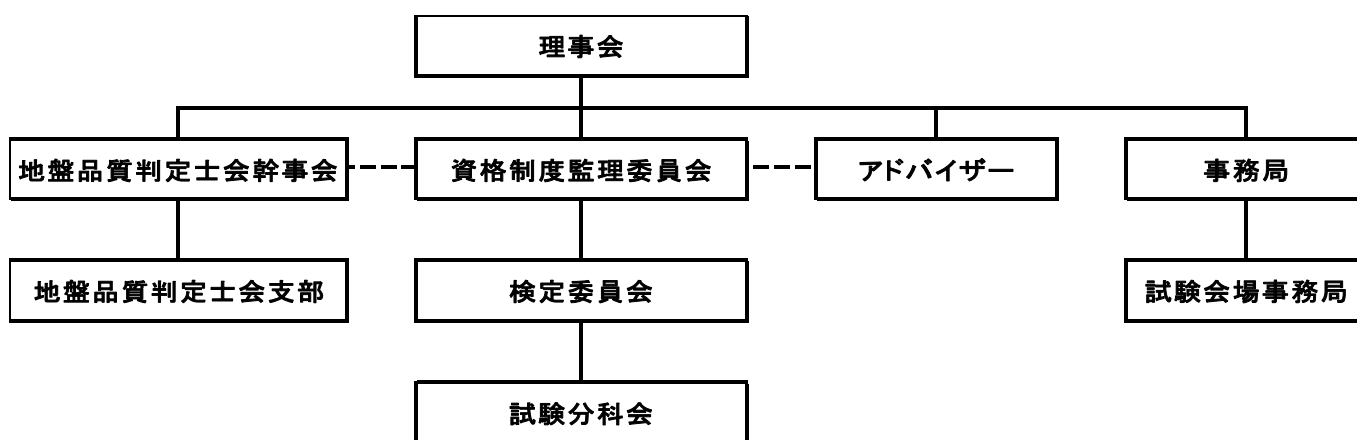 理事会
地盤品質判定士会幹事会
資格制度監理委員会
アドバイザー
事務局
地盤品質判定士会支部
検定委員会
試験会場事務局
試験分科会